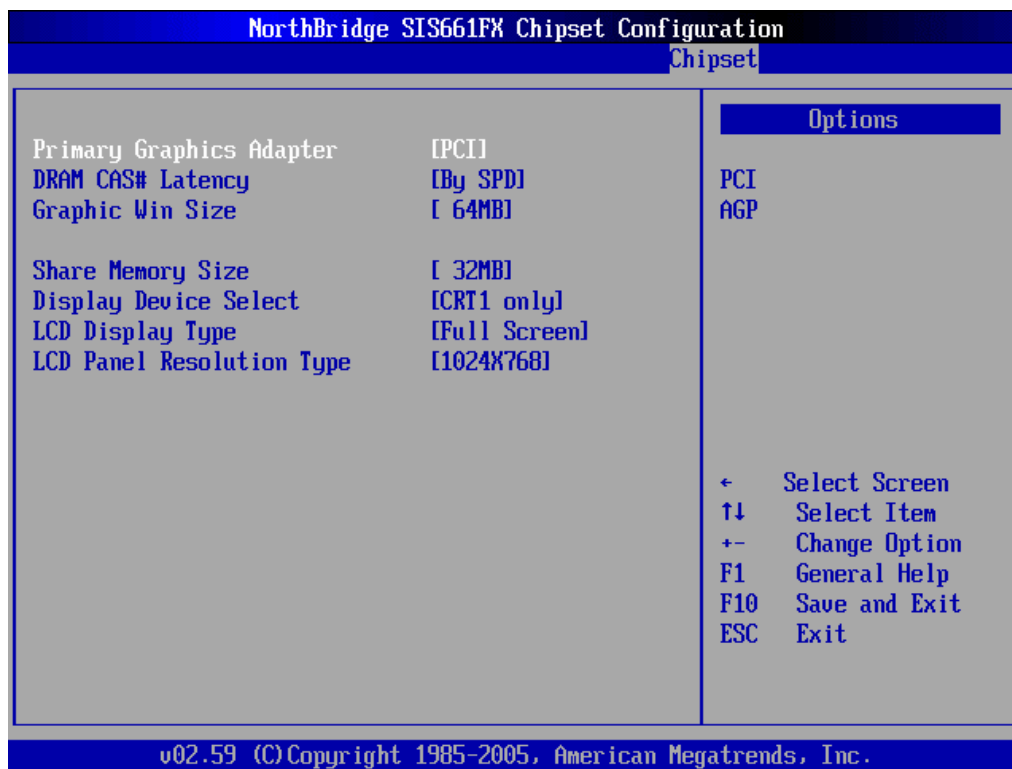 NorthBridge SIS661FX Chipset Configuration
Chipset
Primary Graphics Adapter [PCI]
DRAM CAS# Latency [By SPD]
Graphic Win Size [ 64MB]
Share Memory Size [ 32MB]
Display Device Select [CRT1 only]
LCD Display Type [Full Screen]
LCD Panel Resolution Type [1024X768]
Options
PCI
AGP
← Select Screen
↑↓ Select Item
+- Change Option
F1 General Help
F10 Save and Exit
ESC Exit
v02.59 (C)Copyright 1985-2005, American Megatrends, Inc.